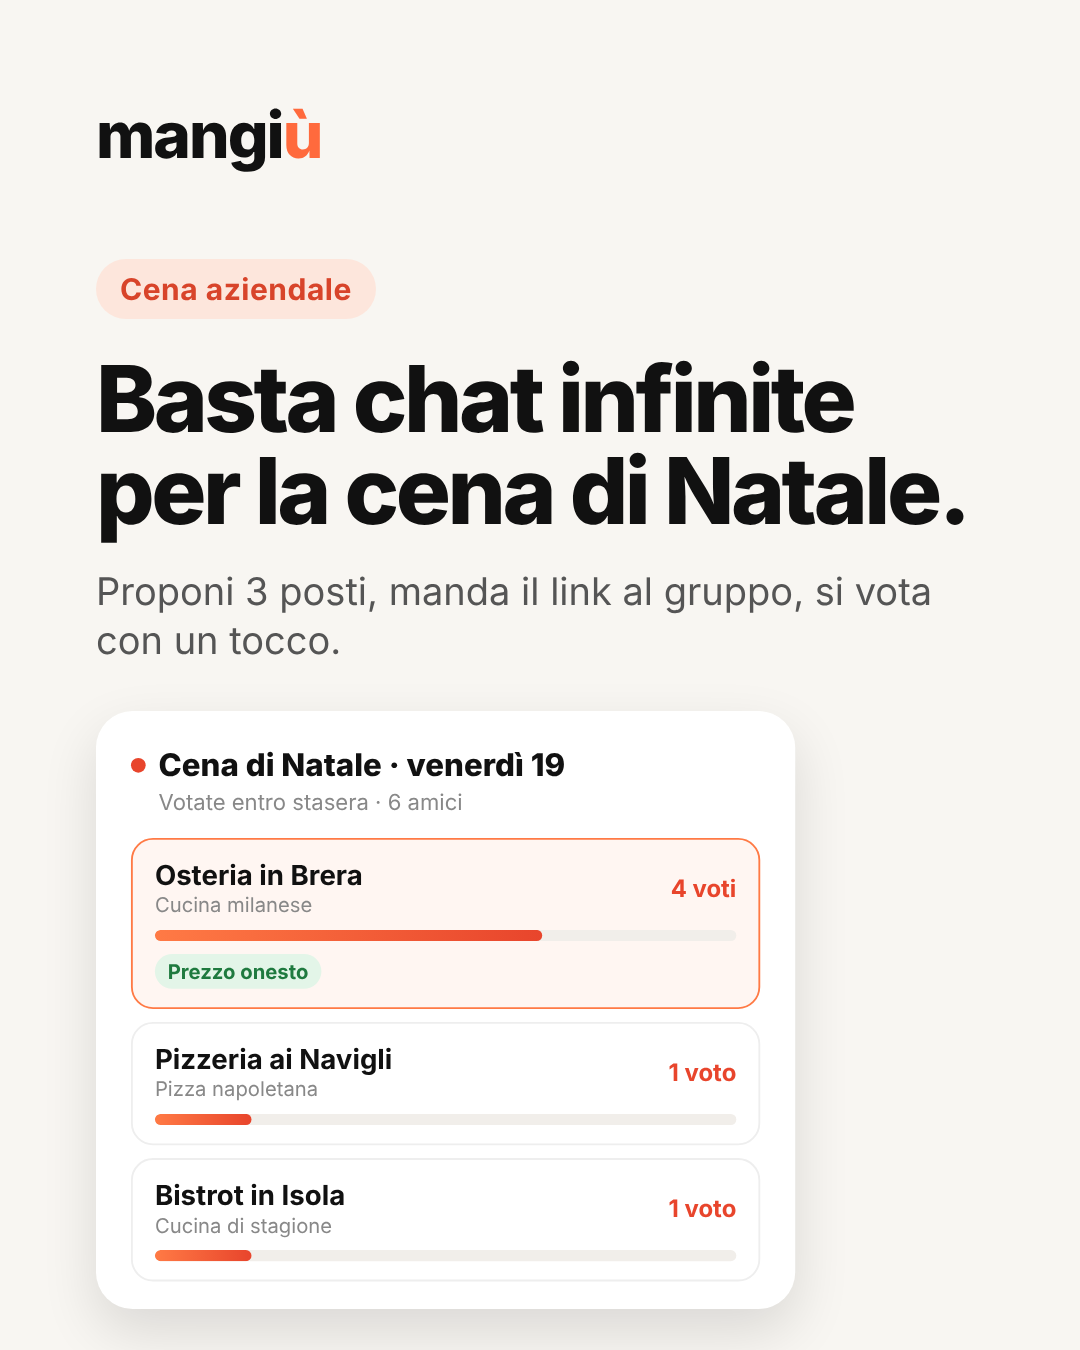 mangiù
Cena aziendale
Basta chat infinite
per la cena di Natale.
Proponi 3 posti, manda il link al gruppo, si vota
con un tocco.
Cena di Natale · venerdì 19
Votate entro stasera · 6 amici
Osteria in Brera
4 voti
Cucina milanese
Prezzo onesto
Pizzeria ai Navigli
1 voto
Pizza napoletana
Bistrot in Isola
1 voto
Cucina di stagione